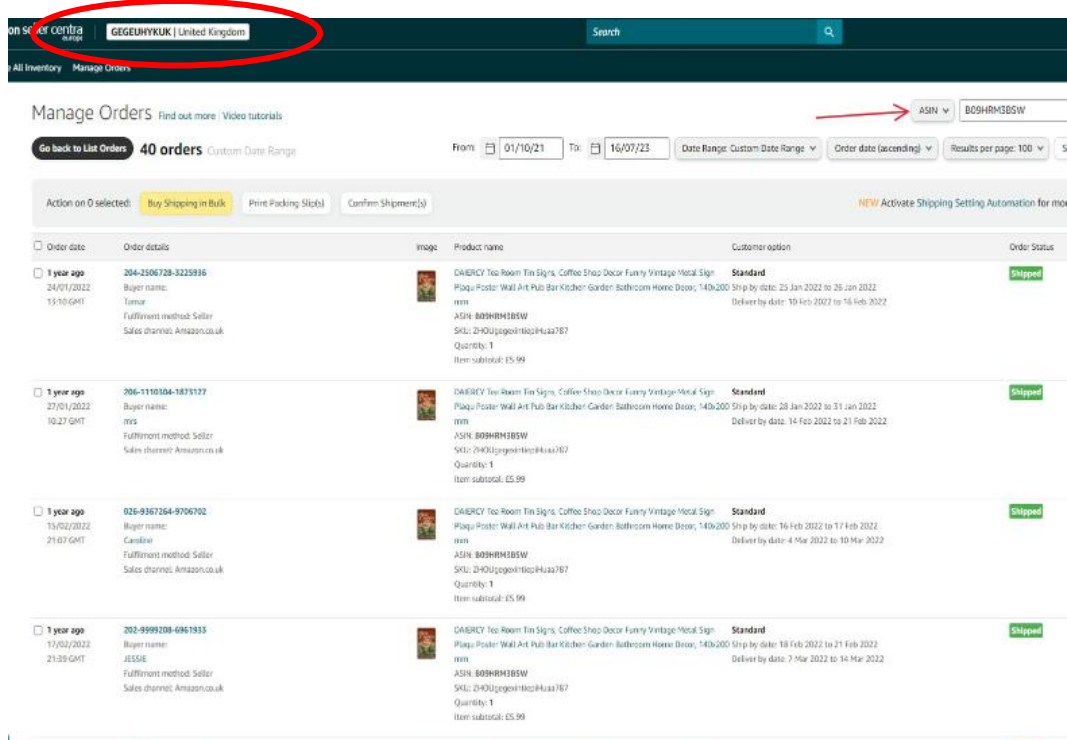 on seller centra
europe
GEGEUHYKUK | United Kingdom
Search
e All Inventory Manage Orders
Manage Orders Find out more | Video tutorials
ASIN B09HRM3BSW
Go back to List Orders 40 orders Custom Date Range
From: 01/10/21 To: 16/07/23 Date Range: Custom Date Range Order date (ascending) Results per page: 100 S
Action on 0 selected: Buy Shipping in Bulk Print Packing Slip(s) Confirm Shipment(s)
NEW Activate Shipping Setting Automation for mor
Order date Order details Image Product name Customer option Order Status
1 year ago
24/01/2022
13:10 GMT
204-2506728-3225936
Buyer name:
Tamar
Fulfilment method: Seller
Sales channel: Amazon.co.uk
DAIERCY Tea Room Tin Signs, Coffee Shop Decor Funny Vintage Metal Sign
Plaqu Poster Wall Art Pub Bar Kitchen Garden Bathroom Home Decor, 140x200
mm
ASIN: B09HRM3BSW
Quantity: 1
Item subtotal: £5.99
Standard
Ship by date: 25 Jan 2022 to 26 Jan 2022
Deliver by date: 10 Feb 2022 to 16 Feb 2022
Shipped
1 year ago
27/01/2022
10:27 GMT
206-1110304-1873177
Buyer name:
mrs
Fulfilment method: Seller
Sales channel: Amazon.co.uk
DAIERCY Tea Room Tin Signs, Coffee Shop Decor Funny Vintage Metal Sign
Plaqu Poster Wall Art Pub Bar Kitchen Garden Bathroom Home Decor, 140x200
mm
ASIN: B09HRM3BSW
Quantity: 1
Item subtotal: £5.99
Standard
Ship by date: 28 Jan 2022 to 31 Jan 2022
Deliver by date: 14 Feb 2022 to 21 Feb 2022
Shipped
1 year ago
15/02/2022
21:07 GMT
026-9367264-9706702
Buyer name:
Caroline
Fulfilment method: Seller
Sales channel: Amazon.co.uk
DAIERCY Tea Room Tin Signs, Coffee Shop Decor Funny Vintage Metal Sign
Plaqu Poster Wall Art Pub Bar Kitchen Garden Bathroom Home Decor, 140x200
mm
ASIN: B09HRM3BSW
Quantity: 1
Item subtotal: £5.99
Standard
Ship by date: 16 Feb 2022 to 17 Feb 2022
Deliver by date: 4 Mar 2022 to 10 Mar 2022
Shipped
1 year ago
17/02/2022
21:39 GMT
202-9999208-6961933
Buyer name:
JESSIE
Fulfilment method: Seller
Sales channel: Amazon.co.uk
DAIERCY Tea Room Tin Signs, Coffee Shop Decor Funny Vintage Metal Sign
Plaqu Poster Wall Art Pub Bar Kitchen Garden Bathroom Home Decor, 140x200
mm
ASIN: B09HRM3BSW
Quantity: 1
Item subtotal: £5.99
Standard
Ship by date: 18 Feb 2022 to 21 Feb 2022
Deliver by date: 7 Mar 2022 to 14 Mar 2022
Shipped